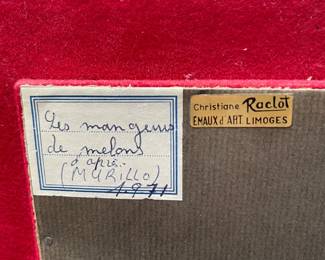 Les mangeurs
de melons
d'après
(MURILLO)
1971
Christiane Raclot
EMAUX d'ART LIMOGES